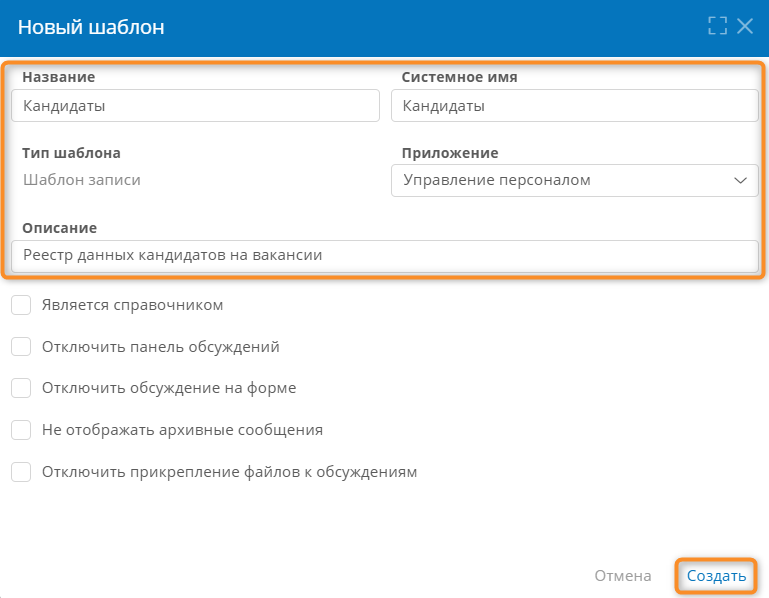 Новый шаблон
Название Системное имя
Кандидаты Кандидаты
Тип шаблона Приложение
Шаблон записи Управление персоналом
Описание
Реестр данных кандидатов на вакансии
Является справочником
Отключить панель обсуждений
Отключить обсуждение на форме
Не отображать архивные сообщения
Отключить прикрепление файлов к обсуждениям
Отмена Создать